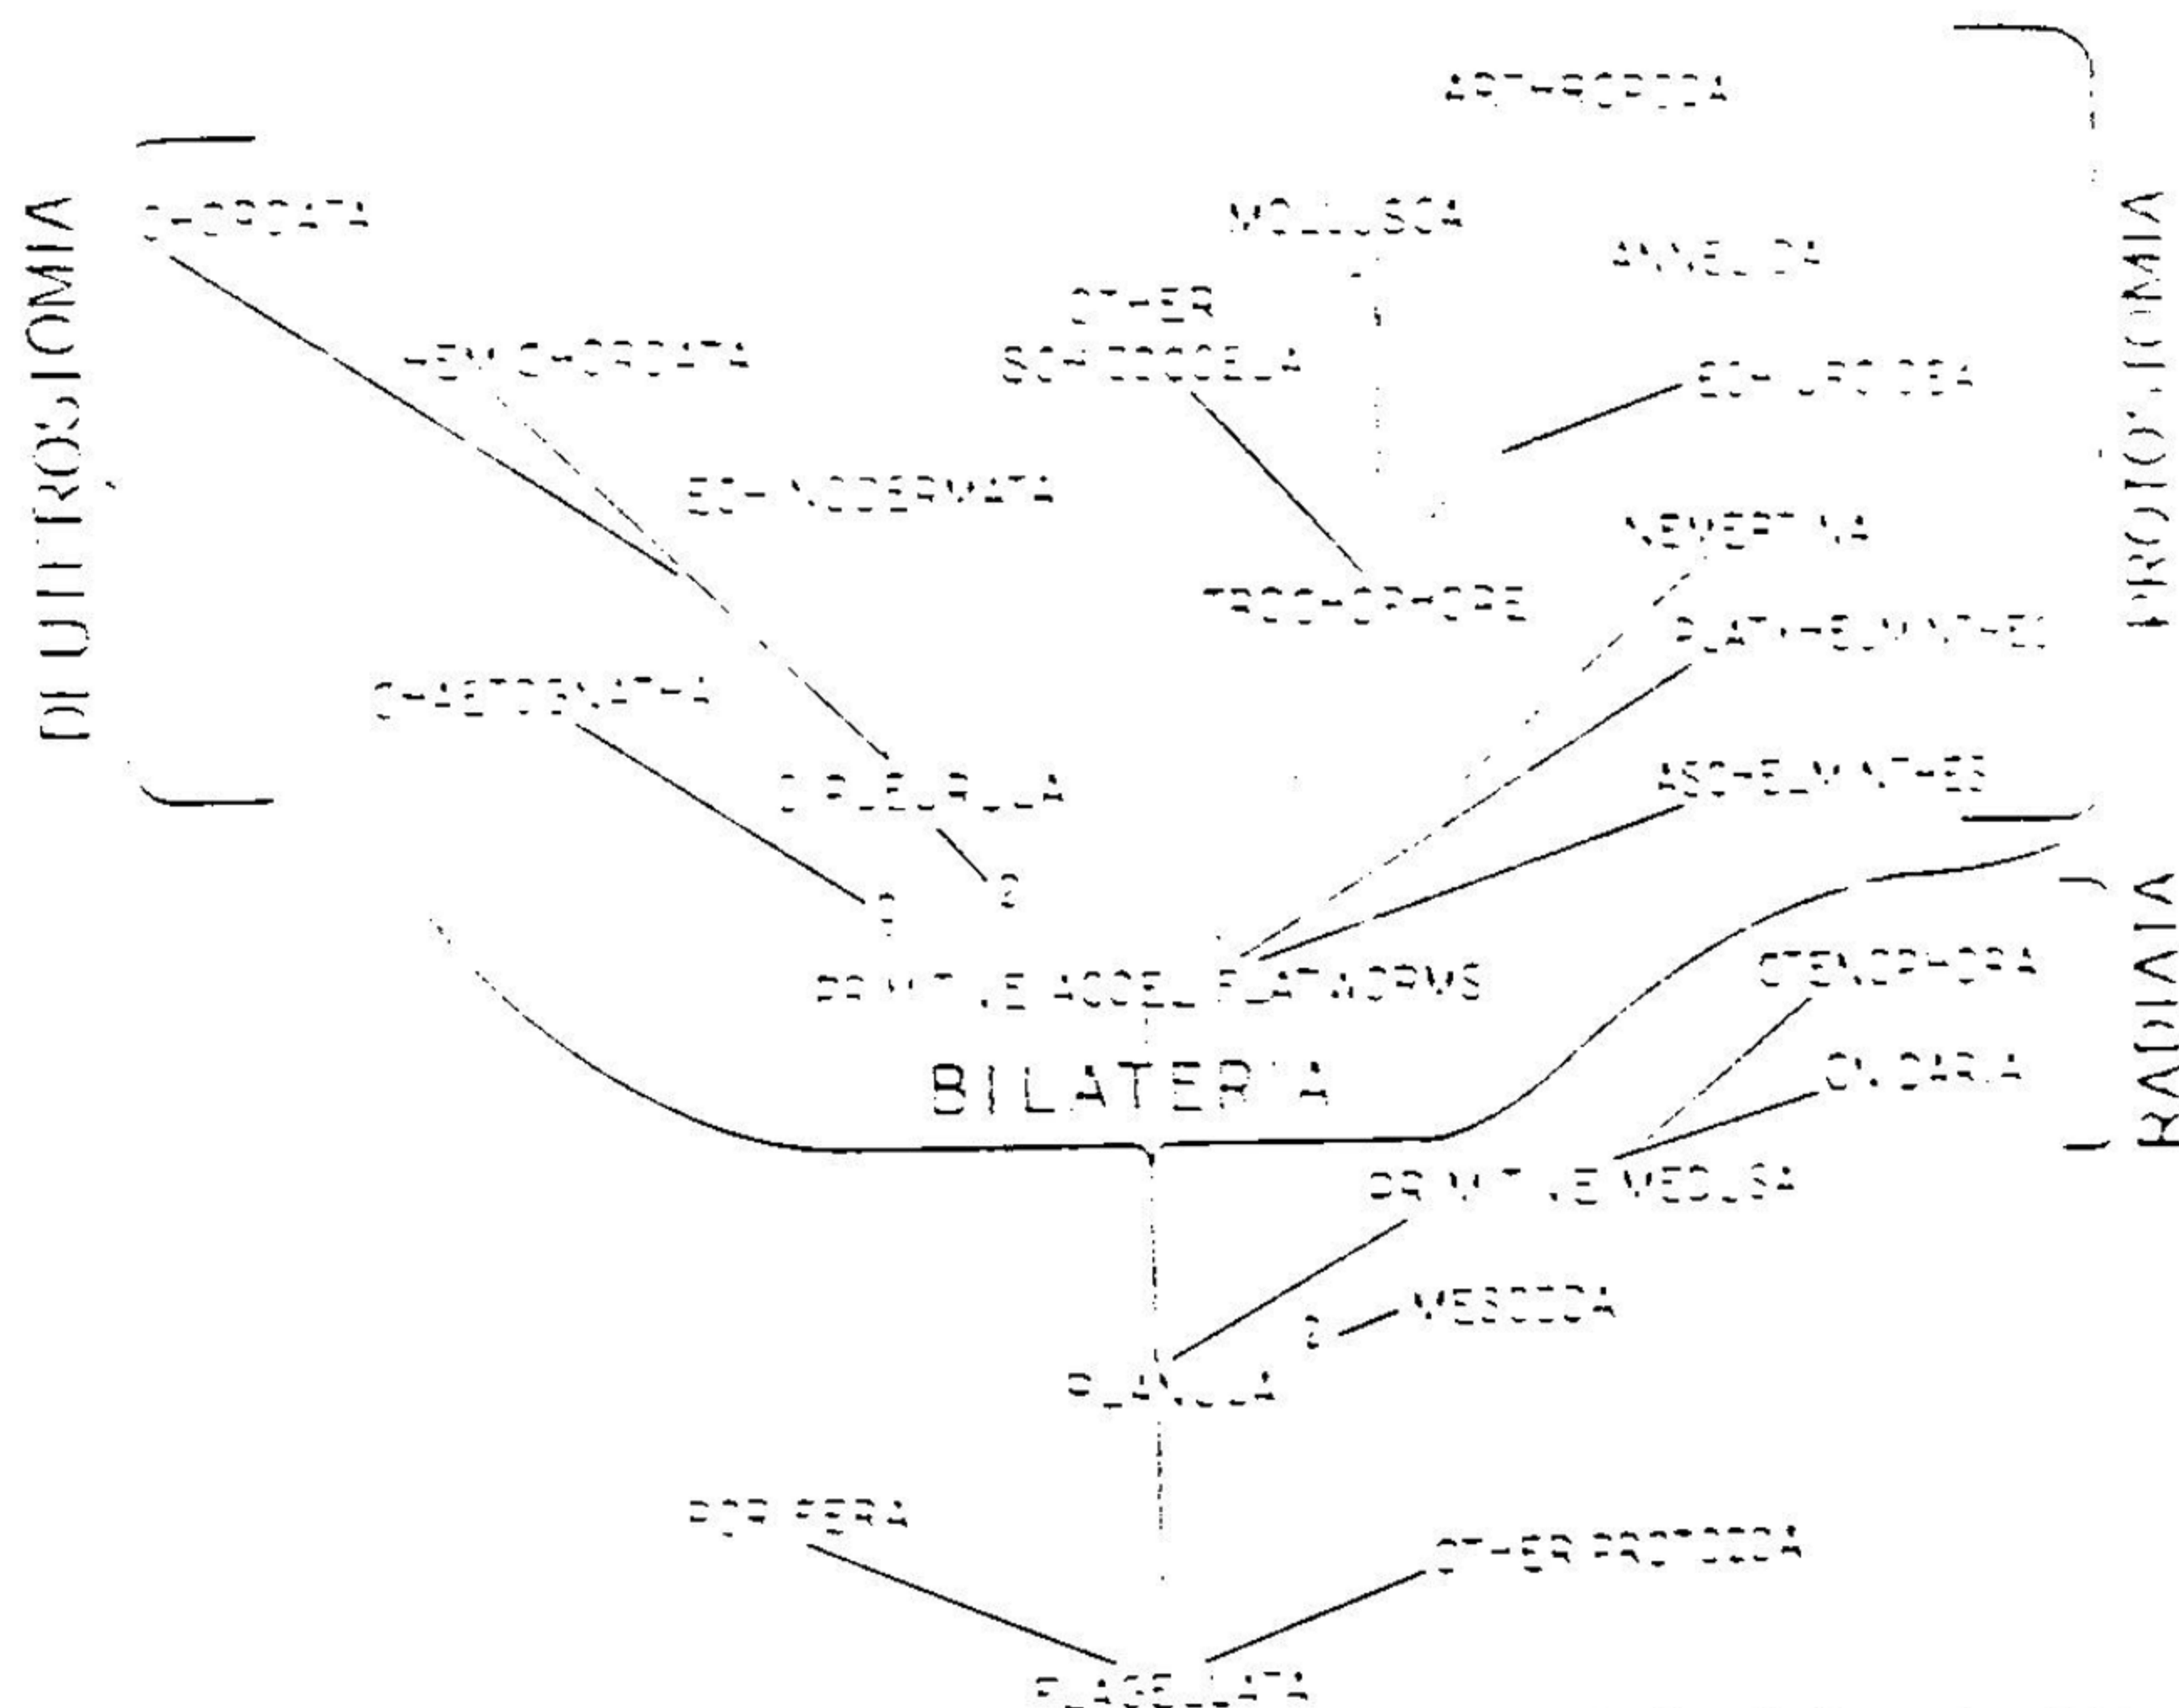 ARTHROPODA
CHORDATA
MOLLUSCA
ANNELIDA
OTHER
SCHIZOCOELA
HEMICHORDATA
ECHIUROIDEA
ECHINODERMATA
NEMERTINA
TROCHOPHORE
PLATYHELMINTHES
CHAETOGNATHA
DIPLEURULA
ASCHELMINTHES
?
?
PRIMITIVE ACOEL FLATWORMS
CTENOPHORA
BILATERIA
CNIDARIA
PRIMITIVE MEDUSA
? MESOZOA
PLANULA
PORIFERA
OTHER PROTOZOA
FLAGELLATA
DEUTEROSTOMIA
PROTOSTOMIA
RADIATA